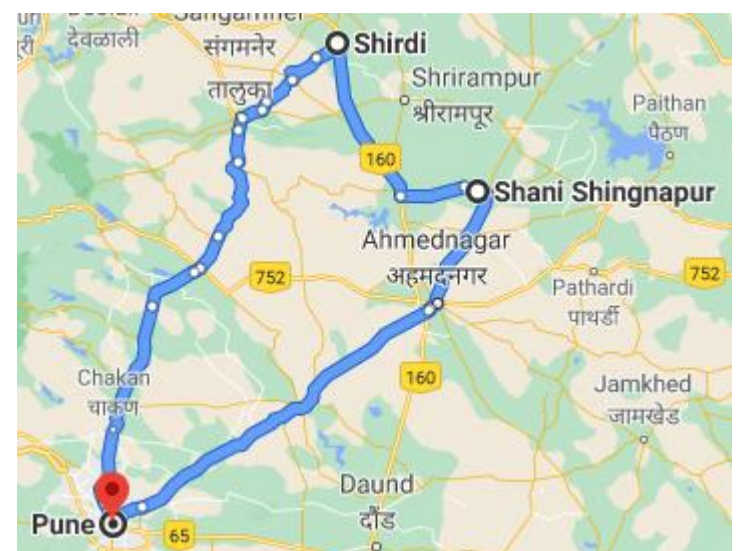 देवळाली
संगमनेर
तालुका
Shirdi
Shrirampur
श्रीरामपूर
Paithan
पैठण
160
Shani Shingnapur
Ahmednagar
अहमदनगर
752
752
Pathardi
पाथर्डी
160
Chakan
चाकण
Jamkhed
जामखेड
Daund
दौंड
Pune
65